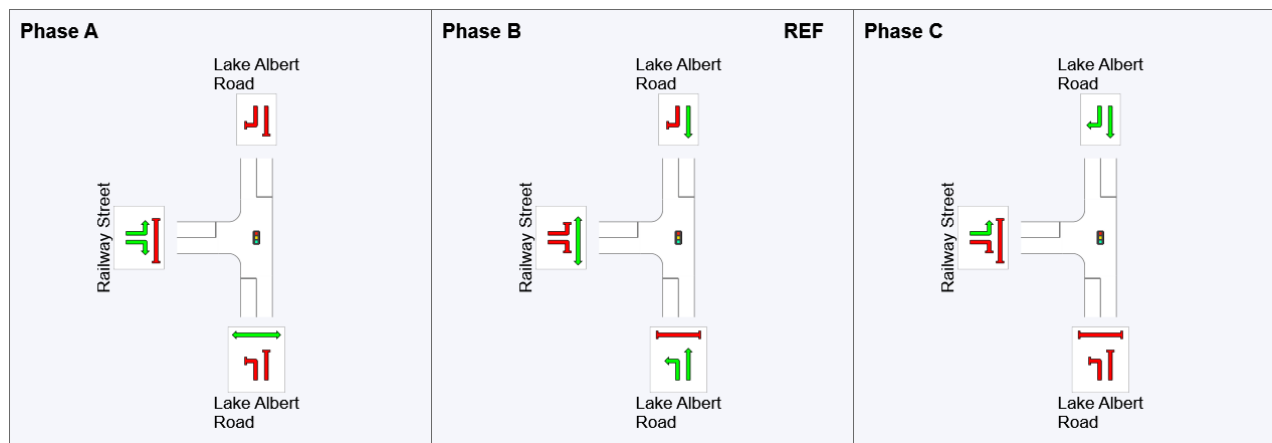 Phase A
Lake Albert
Road
Railway Street
Lake Albert
Road
Phase B
REF
Lake Albert
Road
Railway Street
Lake Albert
Road
Phase C
Lake Albert
Road
Railway Street
Lake Albert
Road